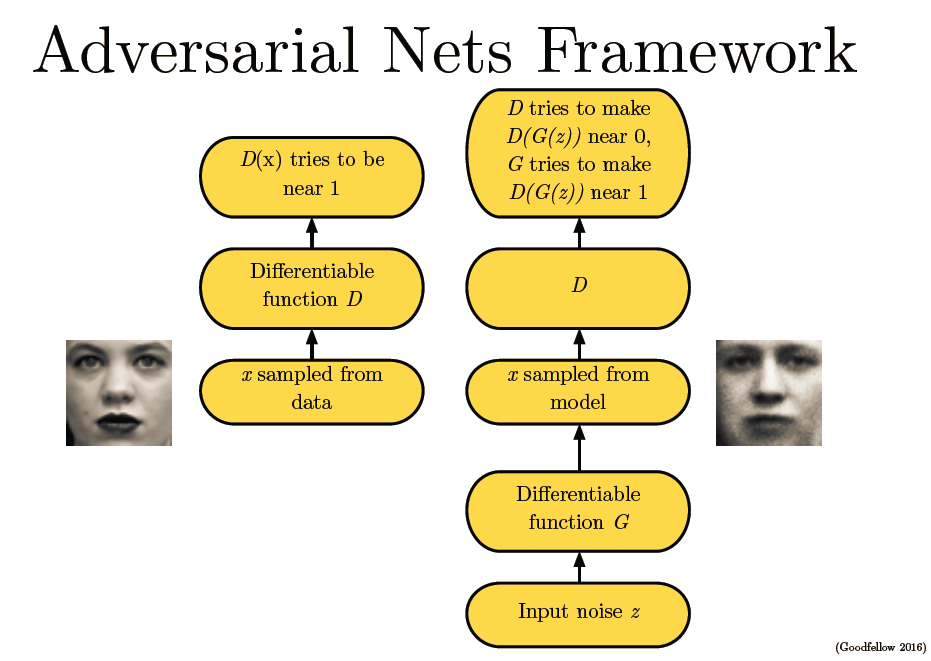 Adversarial Nets Framework
D(x) tries to be
near 1
Differentiable
function D
x sampled from
data
D tries to make
D(G(z)) near 0,
G tries to make
D(G(z)) near 1
D
x sampled from
model
Differentiable
function G
Input noise z
(Goodfellow 2016)